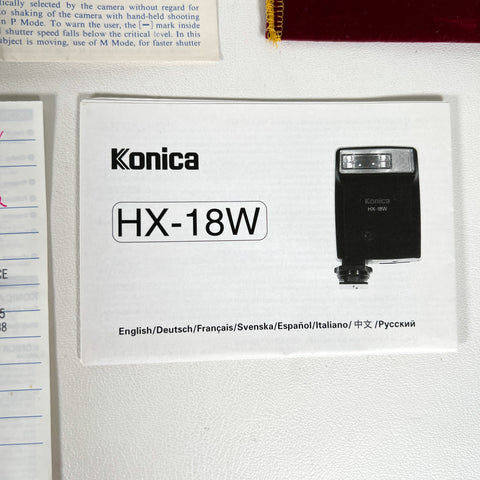 tically selected by the camera without regard for
to shaking of the camera with hand-held shooting
n P Mode. To warn the user, the [—] mark inside
shutter speed falls below the critical level. In this
bject is moving, use of M Mode, for faster shutter
Konica
HX-18W
Konica
HX-18W
English/Deutsch/Français/Svenska/Español/Italiano/ 中文 /Русский
CE
5
88